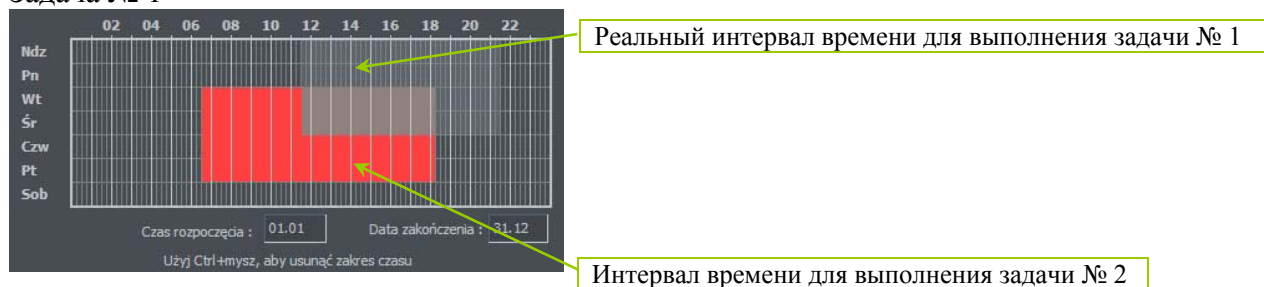 Задача № 1
02 04 06 08 10 12 14 16 18 20 22
Ndz
Pn
Wt
Śr
Czw
Pt
Sob
Czas rozpoczęcia : 01.01 Data zakończenia : 31.12
Użyj Ctrl+mysz, aby usunąć zakres czasu
Реальный интервал времени для выполнения задачи № 1
Интервал времени для выполнения задачи № 2